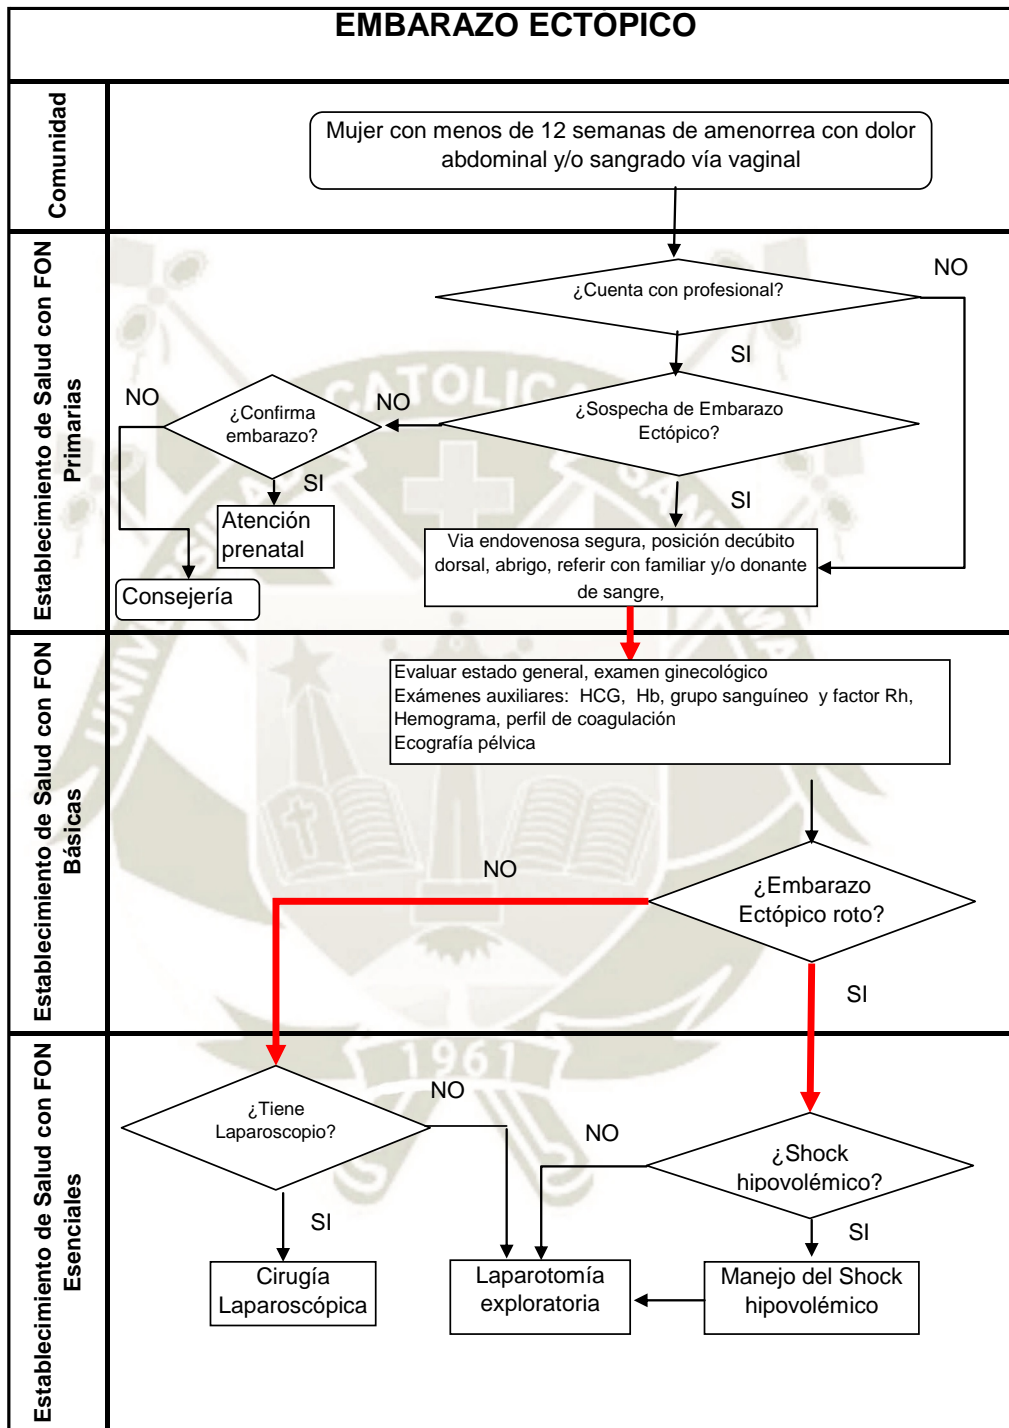 EMBARAZO ECTÓPICO
Comunidad
Mujer con menos de 12 semanas de amenorrea con dolor
abdominal y/o sangrado vía vaginal
Establecimiento de Salud con FON
Primarias
¿Cuenta con profesional?
NO
SI
¿Sospecha de Embarazo
Ectópico?
NO
¿Confirma
embarazo?
NO
SI
SI
Atención
prenatal
Consejería
Via endovenosa segura, posición decúbito
dorsal, abrigo, referir con familiar y/o donante
de sangre,
Establecimiento de Salud con FON
Básicas
Evaluar estado general, examen ginecológico
Exámenes auxiliares: HCG, Hb, grupo sanguíneo y factor Rh,
Hemograma, perfil de coagulación
Ecografía pélvica
¿Embarazo
Ectópico roto?
NO
SI
Establecimiento de Salud con FON
Esenciales
¿Tiene
Laparoscopio?
NO
SI
¿Shock
hipovolémico?
NO
SI
Cirugía
Laparoscópica
Laparotomía
exploratoria
Manejo del Shock
hipovolémico
CATOLICA
1961